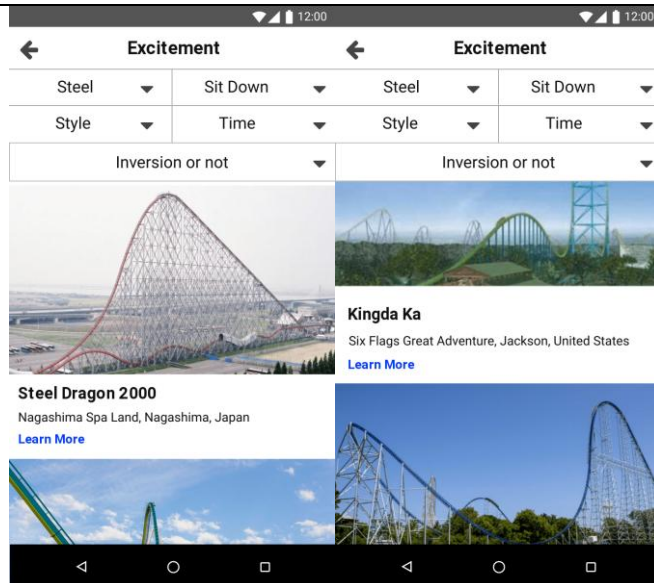 12:00
Excitement
Steel
Sit Down
Style
Time
Inversion or not
Steel Dragon 2000
Nagashima Spa Land, Nagashima, Japan
Learn More
12:00
Excitement
Steel
Sit Down
Style
Time
Inversion or not
Kingda Ka
Six Flags Great Adventure, Jackson, United States
Learn More